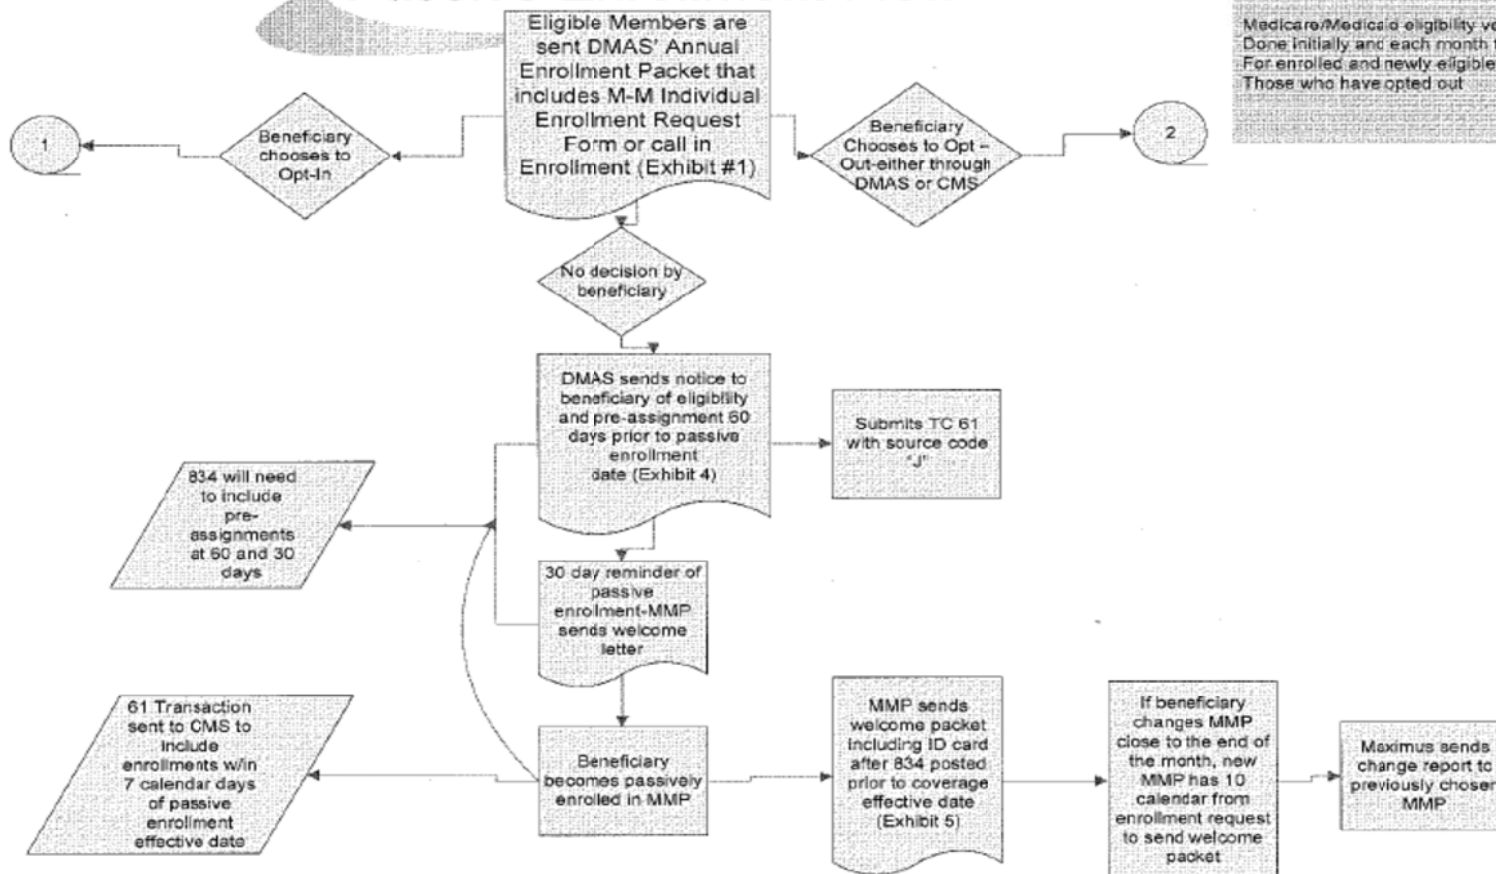 Eligible Members are
sent DMAS' Annual
Enrollment Packet that
includes M-M Individual
Enrollment Request
Form or call in
Enrollment (Exhibit #1)
Medicare/Medicaid eligibility
Done initially and each month
For enrolled and newly eligible
Those who have opted out
1
Beneficiary
chooses to
Opt-In
Beneficiary
Chooses to Opt –
Out-either through
DMAS or CMS
2
No decision by
beneficiary
DMAS sends notice to
beneficiary of eligibility
and pre-assignment 60
days prior to passive
enrollment
date (Exhibit 4)
Submits TC 61
with source code
"J"
834 will need
to include
pre-
assignments
at 60 and 30
days
30 day reminder of
passive
enrollment-MMP
sends welcome
letter
61 Transaction
sent to CMS to
include
enrollments w/in
7 calendar days
of passive
enrollment
effective date
Beneficiary
becomes passively
enrolled in MMP
MMP sends
welcome packet
including ID card
after 834 posted
prior to coverage
effective date
(Exhibit 5)
If beneficiary
changes MMP
close to the end of
the month, new
MMP has 10
calendar from
enrollment request
to send welcome
packet
Maximus sends
change report to
previously chosen
MMP